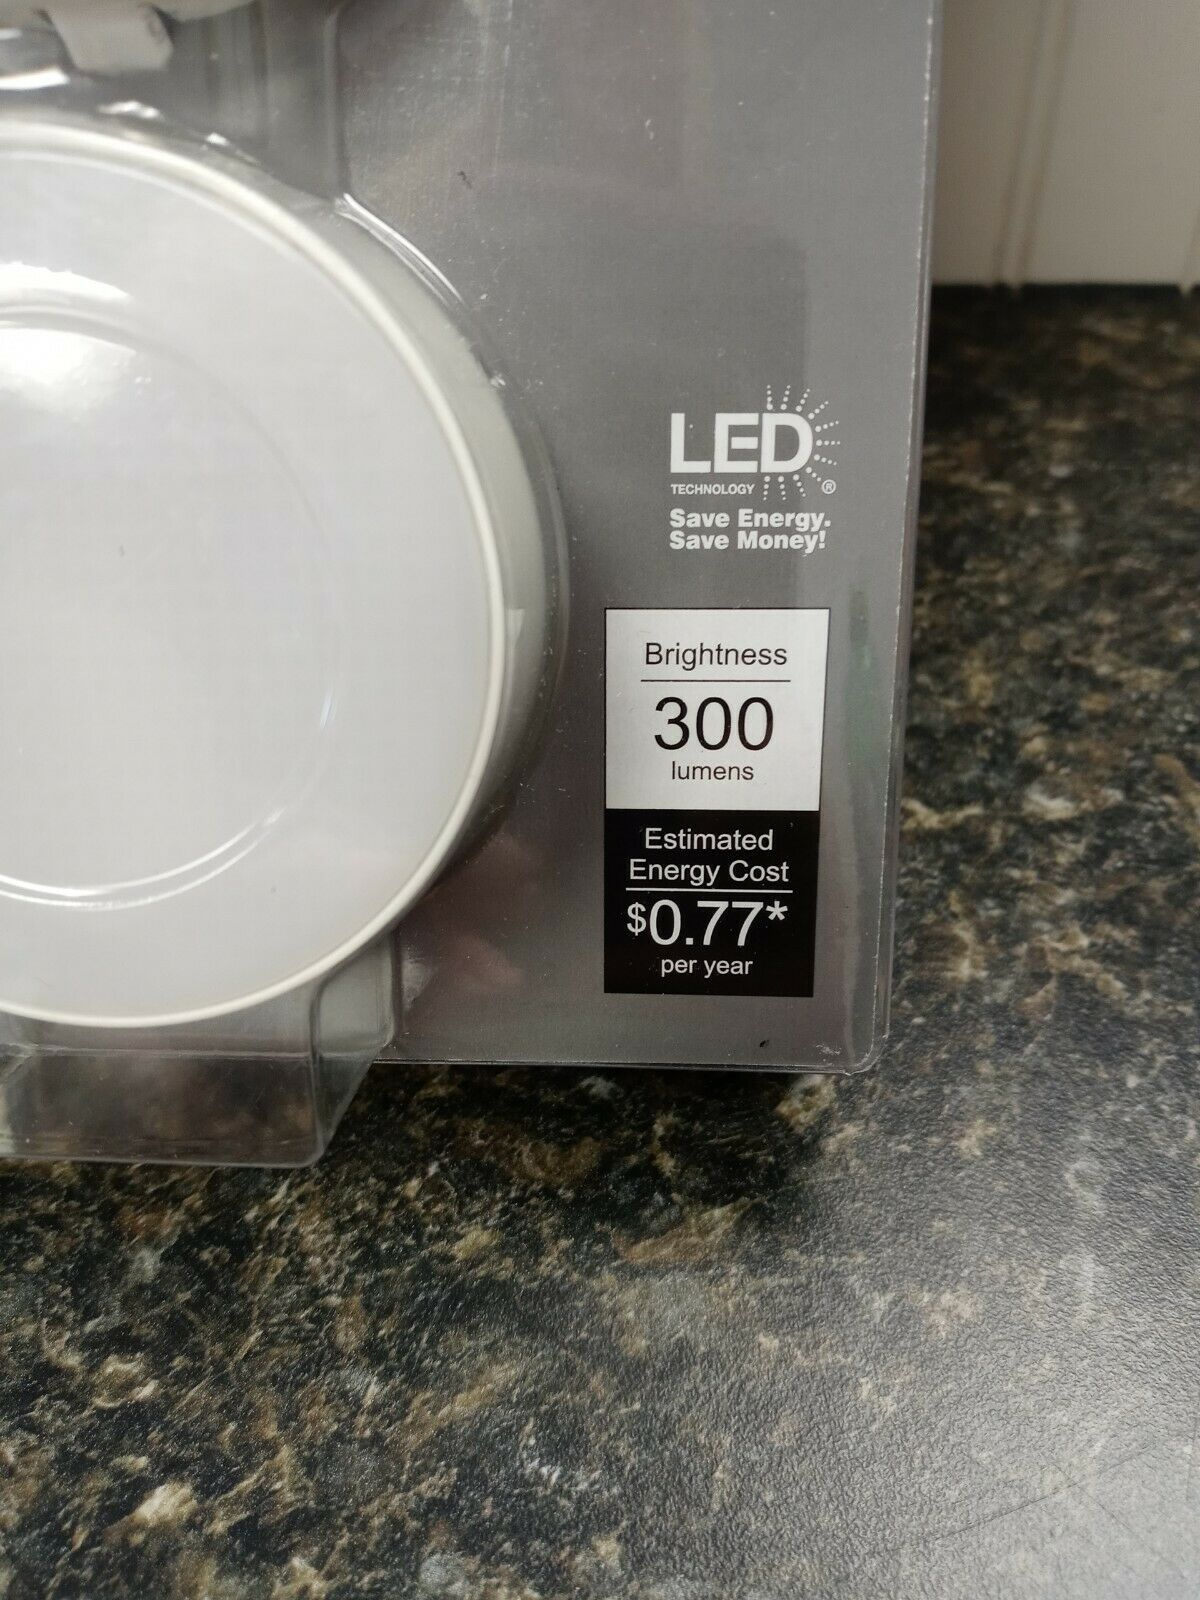 LED
TECHNOLOGY ®
Save Energy.
Save Money!
Brightness
300
lumens
Estimated
Energy Cost
$0.77*
per year